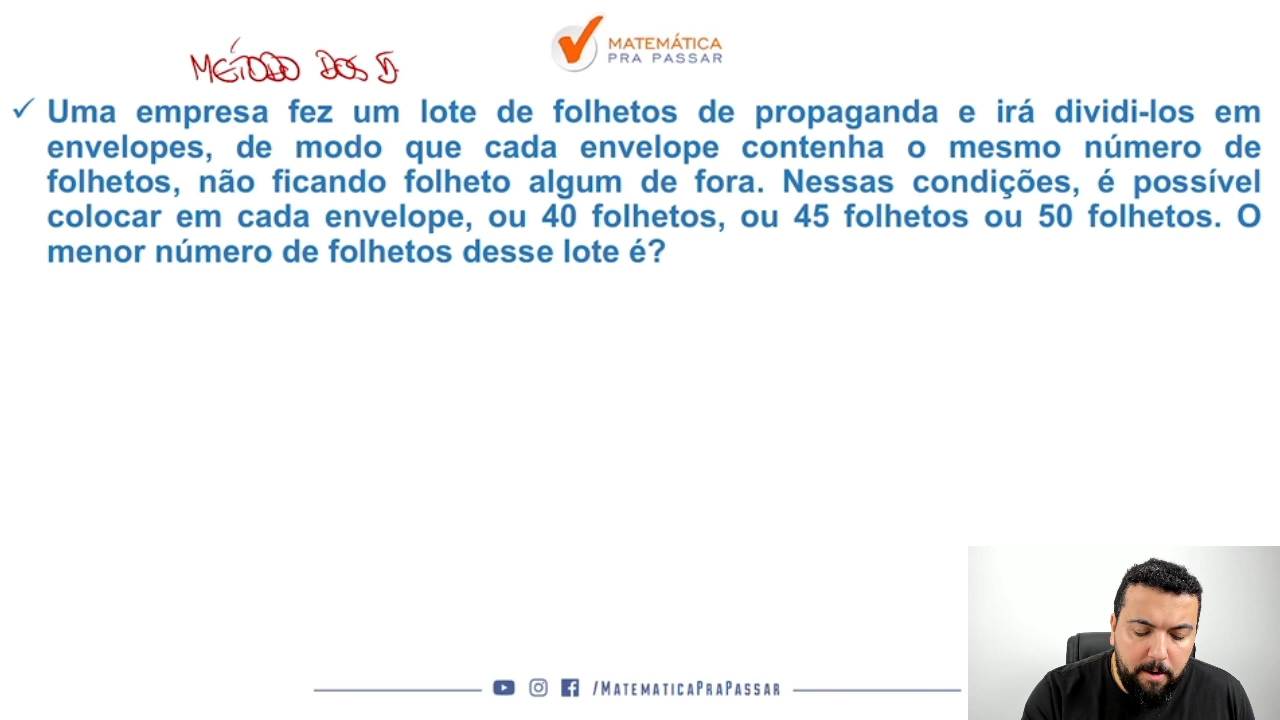 MATEMÁTICA
PRA PASSAR
MÉTODO DOS D
✓ Uma empresa fez um lote de folhetos de propaganda e irá dividi-los em
envelopes, de modo que cada envelope contenha o mesmo número de
folhetos, não ficando folheto algum de fora. Nessas condições, é possível
colocar em cada envelope, ou 40 folhetos, ou 45 folhetos ou 50 folhetos. O
menor número de folhetos desse lote é?
/MATEMATICAPRAPASSAR